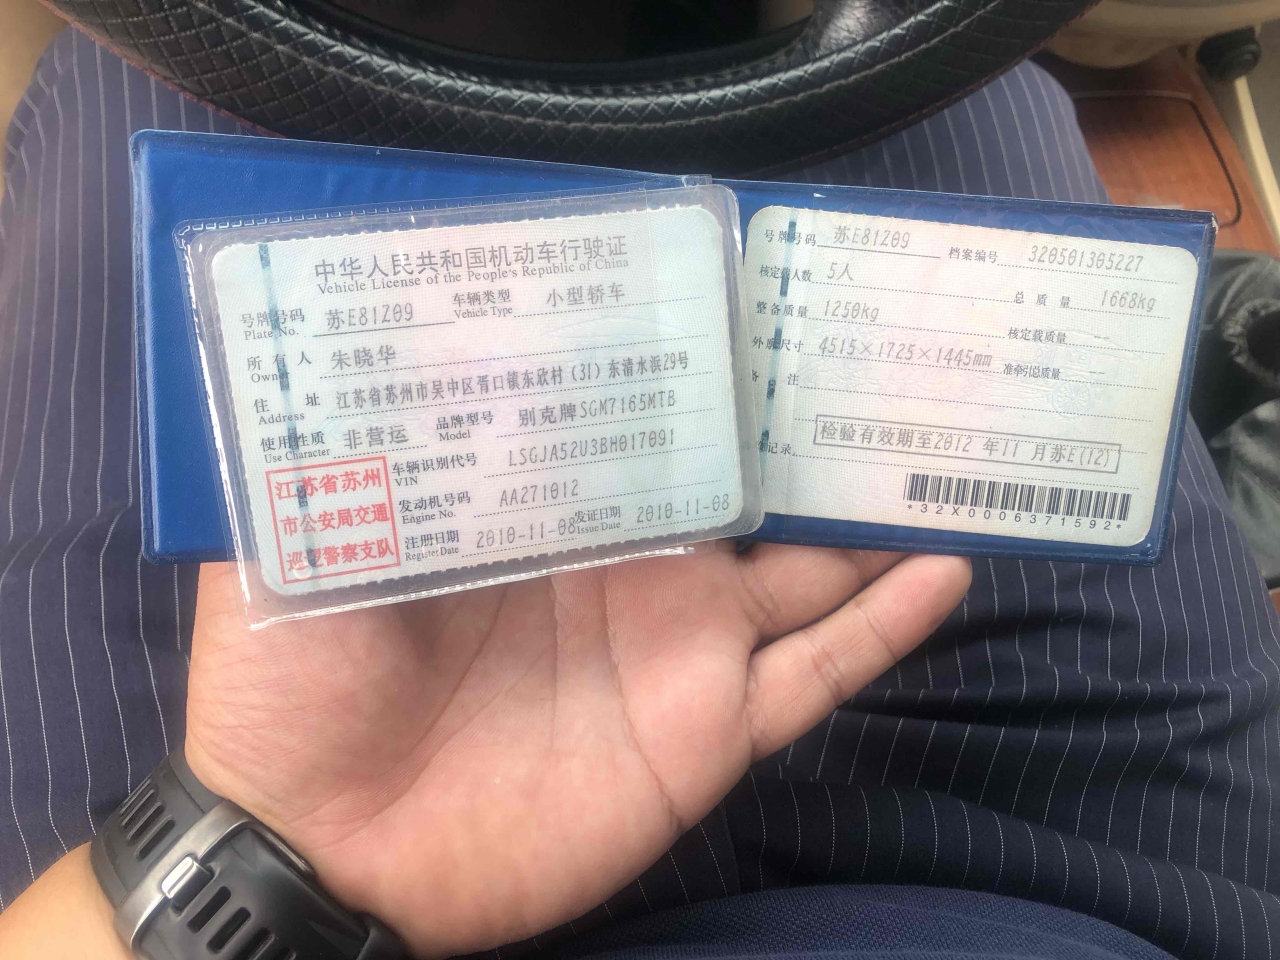 中华人民共和国机动车行驶证
Vehicle License of the People's Republic of China
号牌号码 苏E81Z09 车辆类型 小型轿车
Plate No. Vehicle Type
所有人 朱晓华
Owner
住址 江苏省苏州市吴中区胥口镇东欣村（31）东清水浜29号
Address
使用性质 非营运 品牌型号 别克牌SGM7165MTB
Use Character Model
车辆识别代号 LSGJA52U3BH017091
VIN
发动机号码 AA271012
Engine No.
注册日期 2010-11-08 发证日期 2010-11-08
Register Date Issue Date
江苏省苏州
市公安局交通
巡逻警察支队
号牌号码 苏E81Z09 档案编号 320501305227
核定载人数 5人 总质量 1668kg
整备质量 1250kg 核定载质量 --
外廓尺寸 4515×1725×1445mm 准牵引总质量 --
备注
检验记录
检验有效期至2012年11月苏E(12)
*32X0006371592*